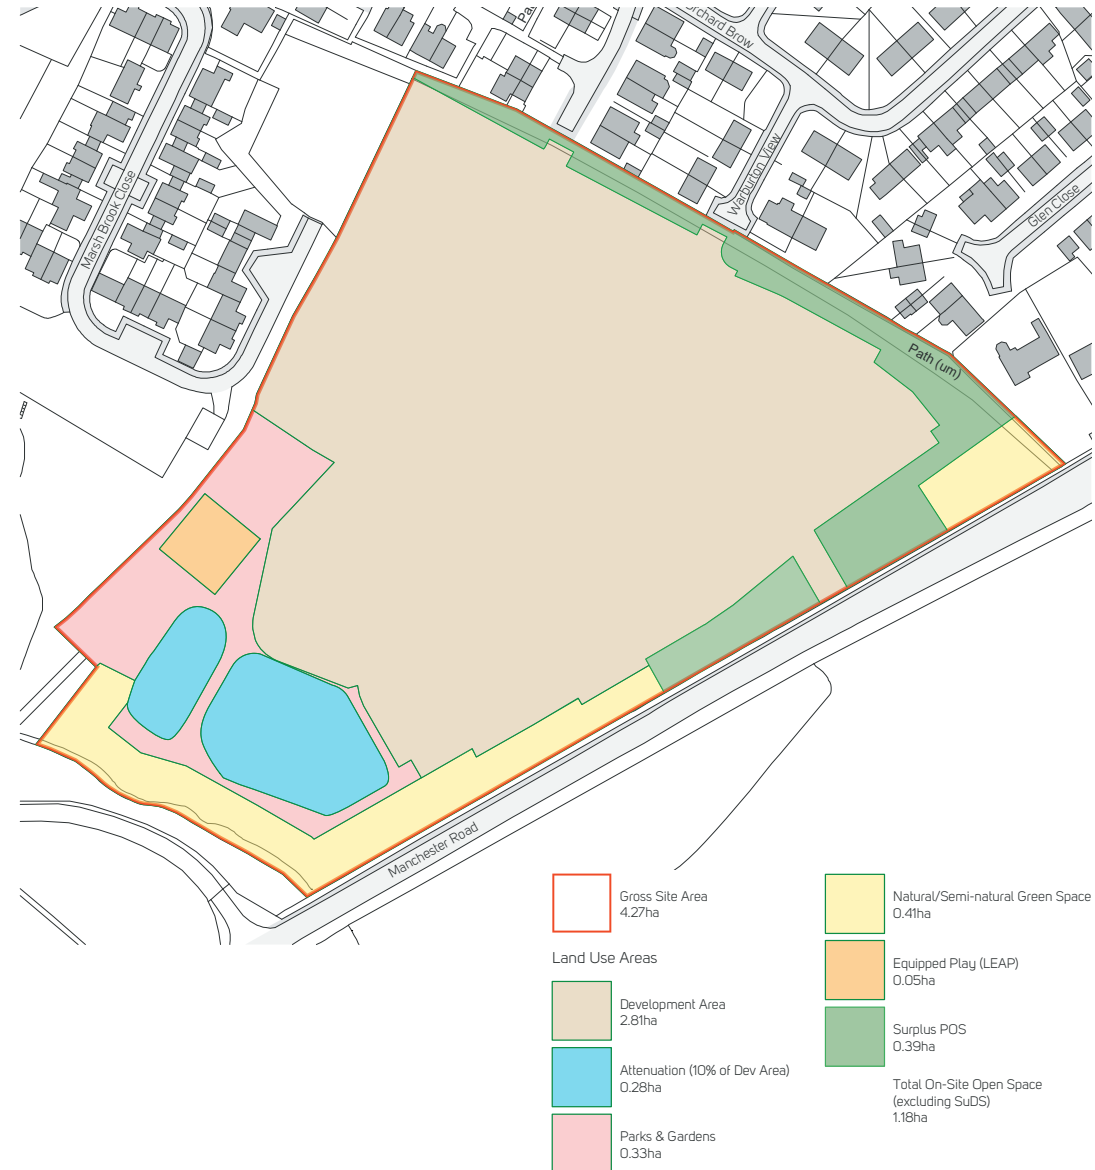 Orchard Brow
Marsh Brook Close
Warburton View
Glen Close
Path (um)
Manchester Road
Gross Site Area
4.27ha
Land Use Areas
Development Area
2.81ha
Attenuation (10% of Dev Area)
0.28ha
Parks & Gardens
0.33ha
Natural/Semi-natural Green Space
0.41ha
Equipped Play (LEAP)
0.05ha
Surplus POS
0.39ha
Total On-Site Open Space
(excluding SuDS)
1.18ha